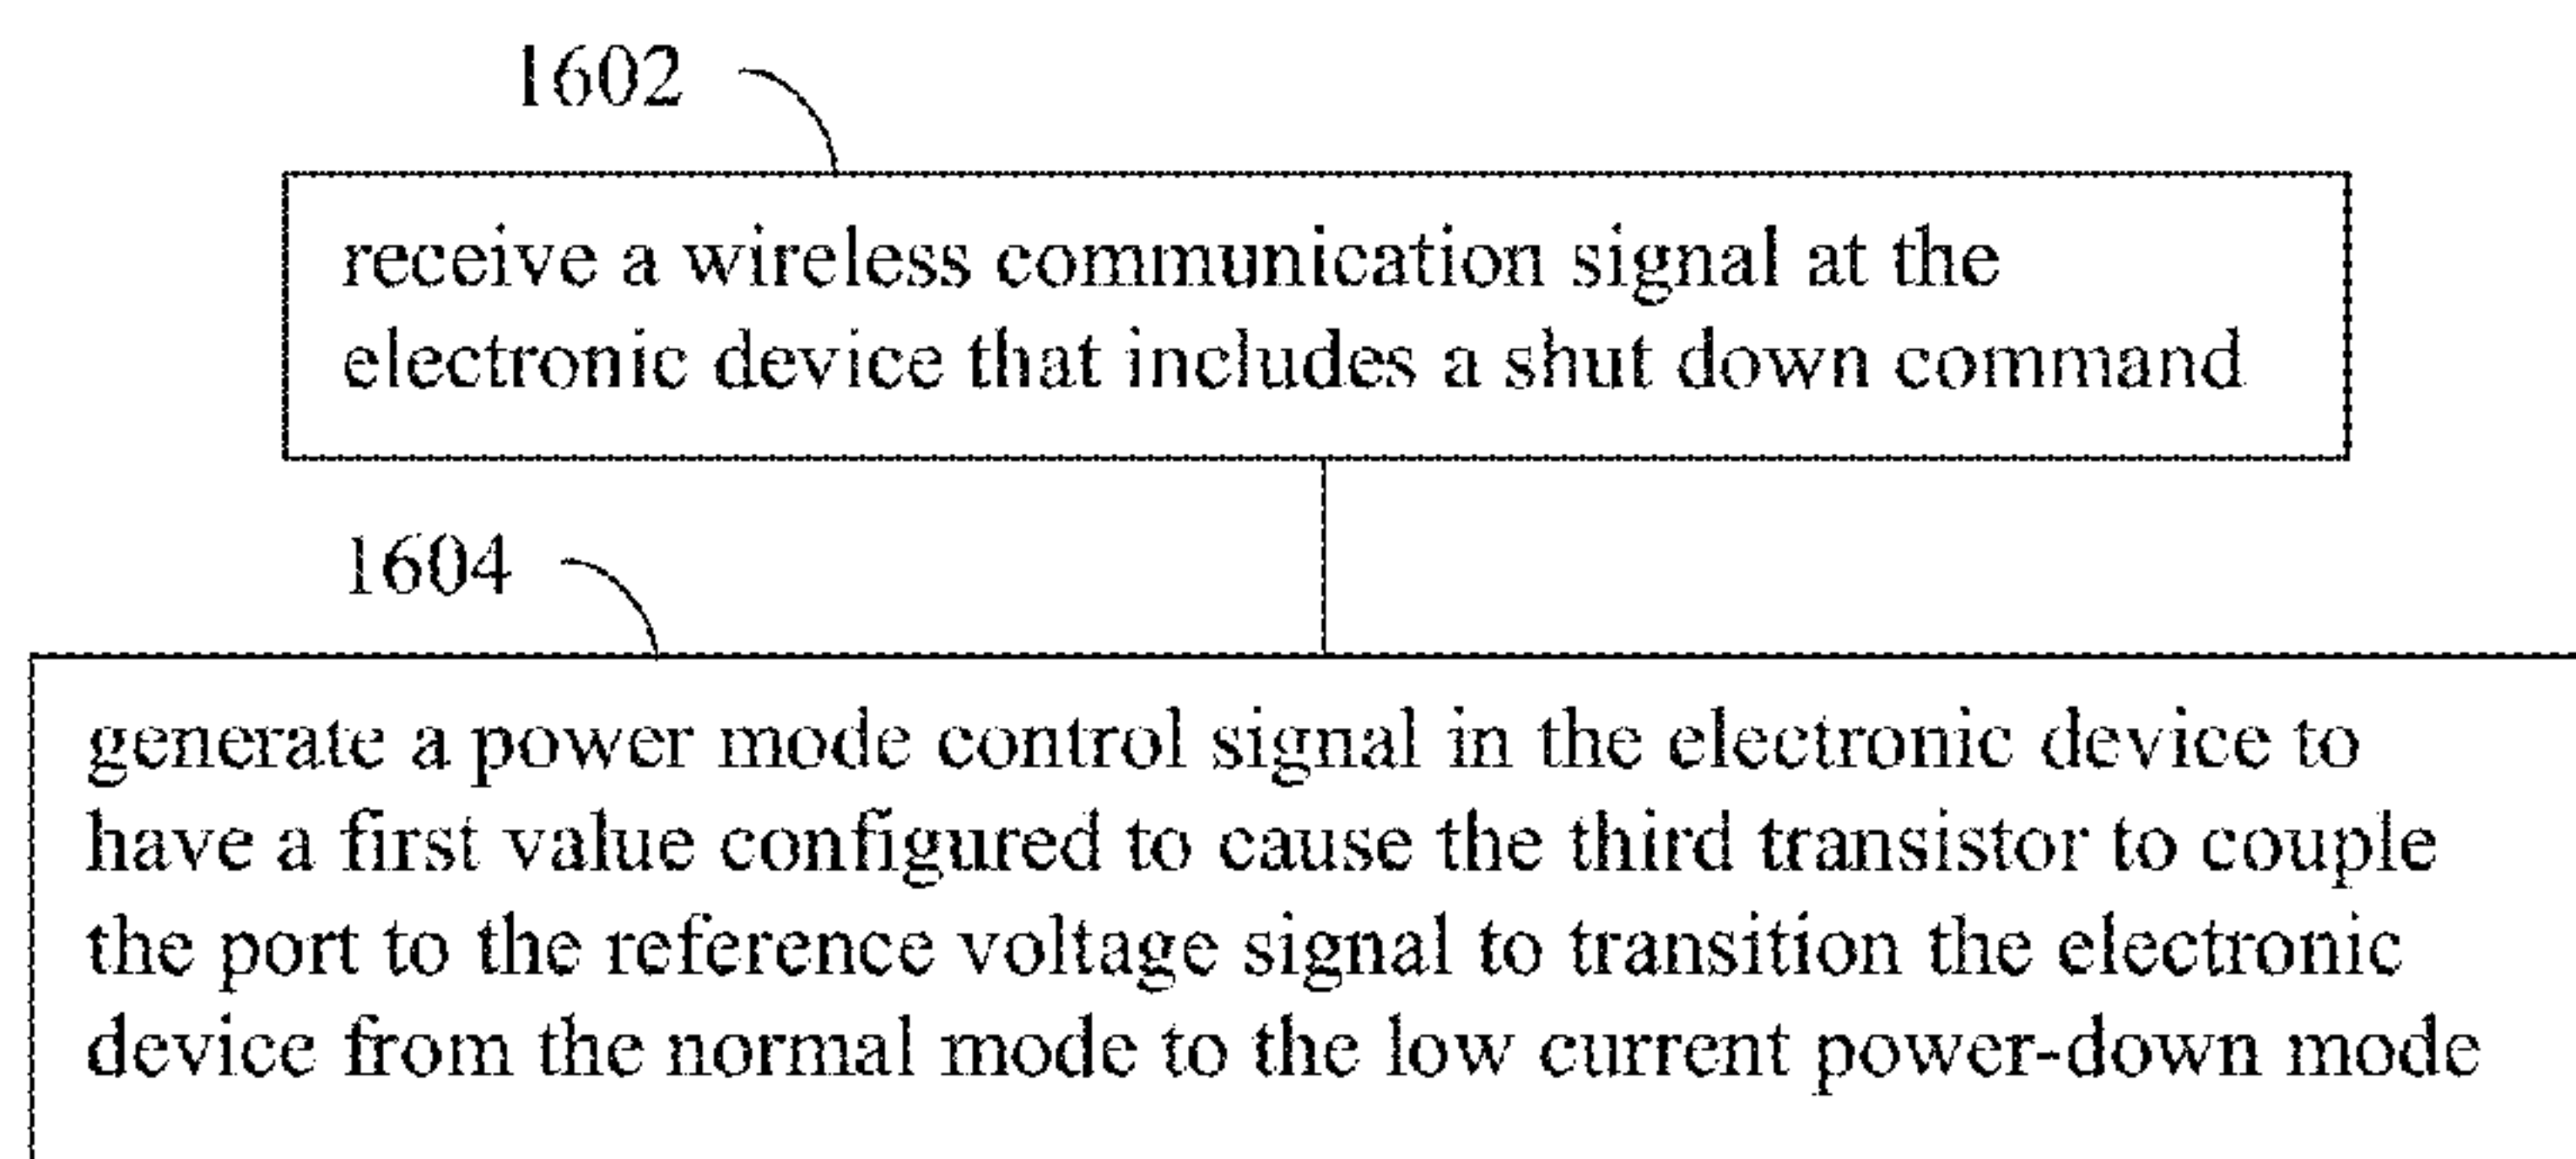 1602
receive a wireless communication signal at the
electronic device that includes a shut down command
1604
generate a power mode control signal in the electronic device to
have a first value configured to cause the third transistor to couple
the port to the reference voltage signal to transition the electronic
device from the normal mode to the low current power-down mode